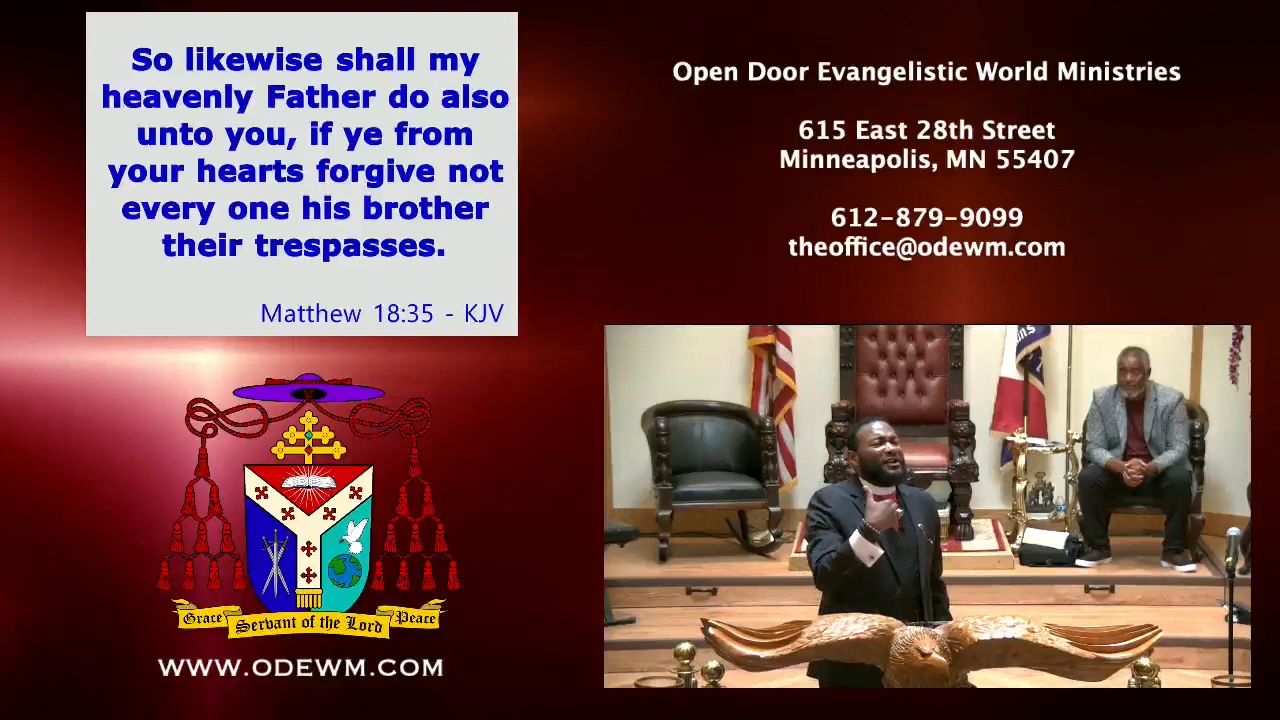 So likewise shall my
heavenly Father do also
unto you, if ye from
your hearts forgive not
every one his brother
their trespasses.
Matthew 18:35 - KJV
Open Door Evangelistic World Ministries
615 East 28th Street
Minneapolis, MN 55407
612-879-9099
theoffice@odewm.com
Grace Servant of the Lord Peace
WWW.ODEWM.COM